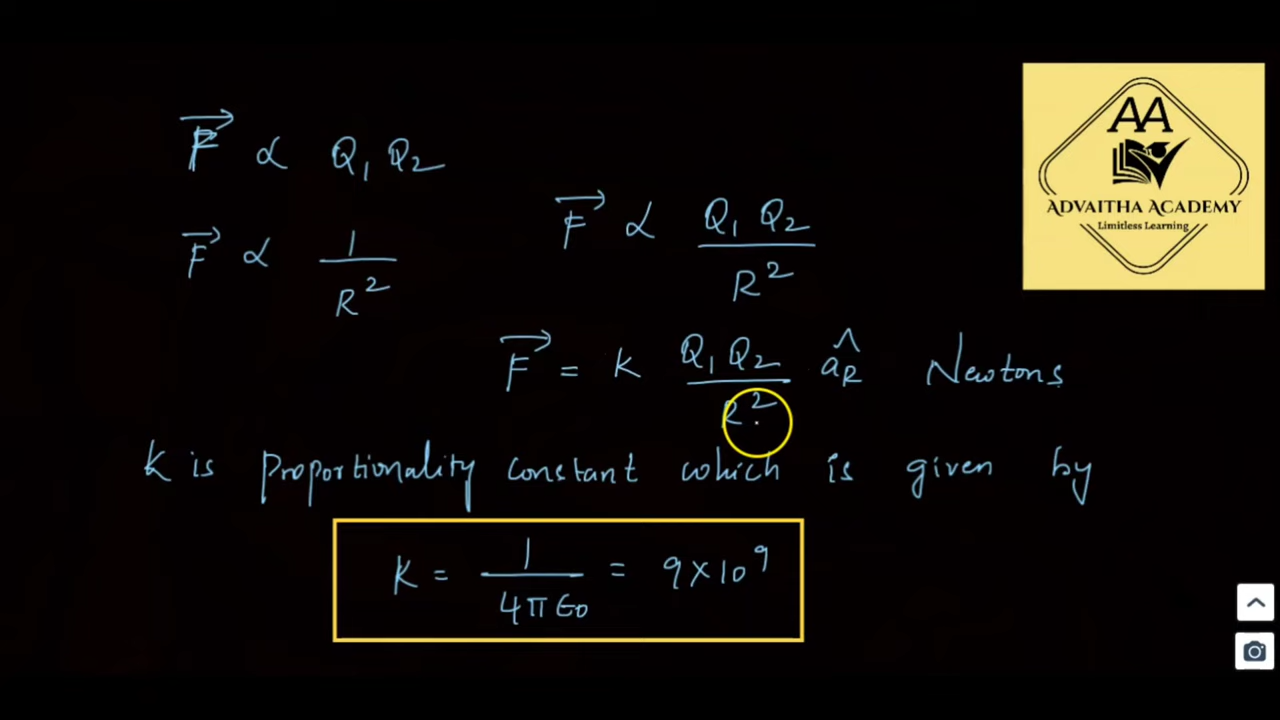 F⃗ ∝ Q₁ Q₂
F⃗ ∝ 1/R²
F⃗ ∝ Q₁ Q₂ / R²
F⃗ = K Q₁ Q₂ / R² âR Newtons
K is proportionality constant which is given by
K = 1 / 4π ϵ₀ = 9×10⁹
AA
ADVAITHA ACADEMY
Limitless Learning